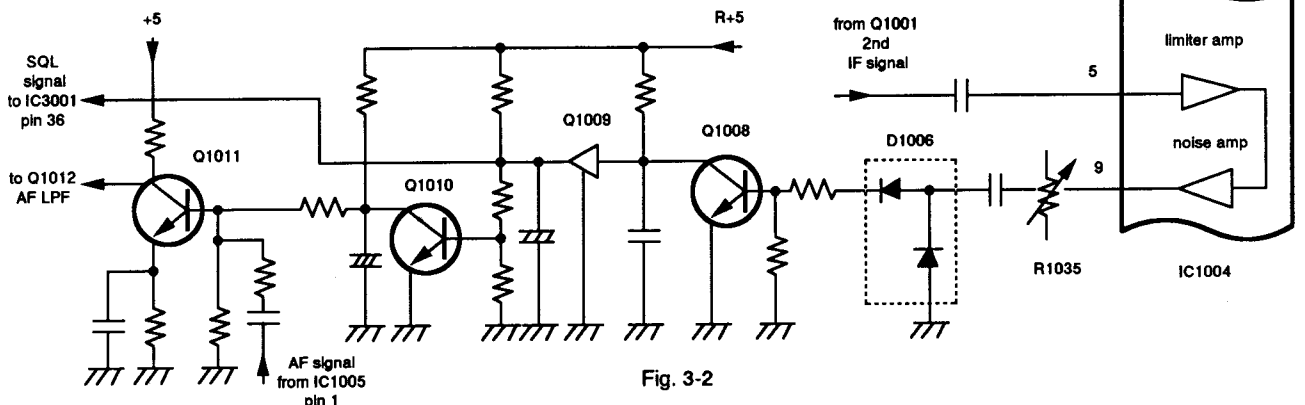 +5
R+5
from Q1001
2nd
IF signal
limiter amp
SQL
signal
to IC3001
pin 36
5
Q1009
Q1008
D1006
noise amp
Q1011
9
to Q1012
AF LPF
Q1010
R1035
IC1004
AF signal
from IC1005
pin 1
Fig. 3-2